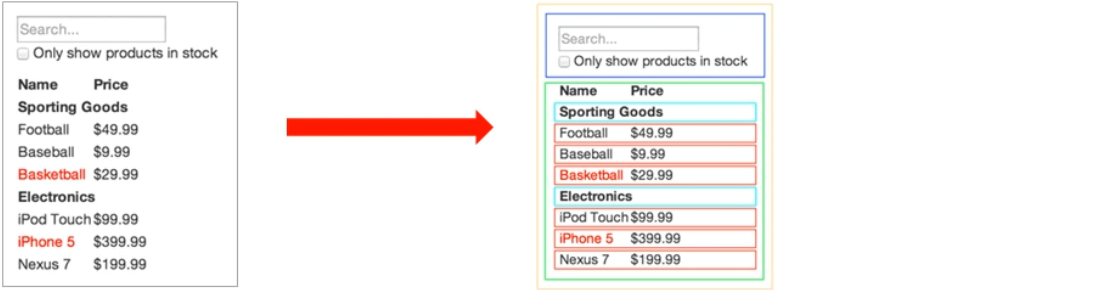 Search...
Only show products in stock
Name Price
Sporting Goods
Football $49.99
Baseball $9.99
Basketball $29.99
Electronics
iPod Touch $99.99
iPhone 5 $399.99
Nexus 7 $199.99
Search...
Only show products in stock
Name Price
Sporting Goods
Football $49.99
Baseball $9.99
Basketball $29.99
Electronics
iPod Touch $99.99
iPhone 5 $399.99
Nexus 7 $199.99